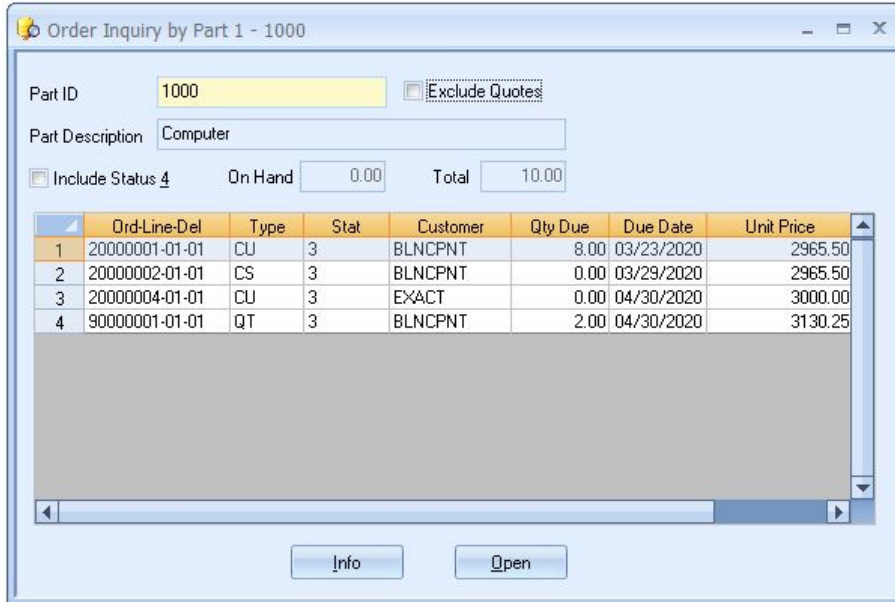 Order Inquiry by Part 1 - 1000
Part ID 1000 Exclude Quotes
Part Description Computer
Include Status 4 On Hand 0.00 Total 10.00
Ord-Line-Del Type Stat Customer Qty Due Due Date Unit Price
1 20000001-01-01 CU 3 BLNCPNT 8.00 03/23/2020 2965.50
2 20000002-01-01 CS 3 BLNCPNT 0.00 03/29/2020 2965.50
3 20000004-01-01 CU 3 EXACT 0.00 04/30/2020 3000.00
4 90000001-01-01 QT 3 BLNCPNT 2.00 04/30/2020 3130.25
Info Open